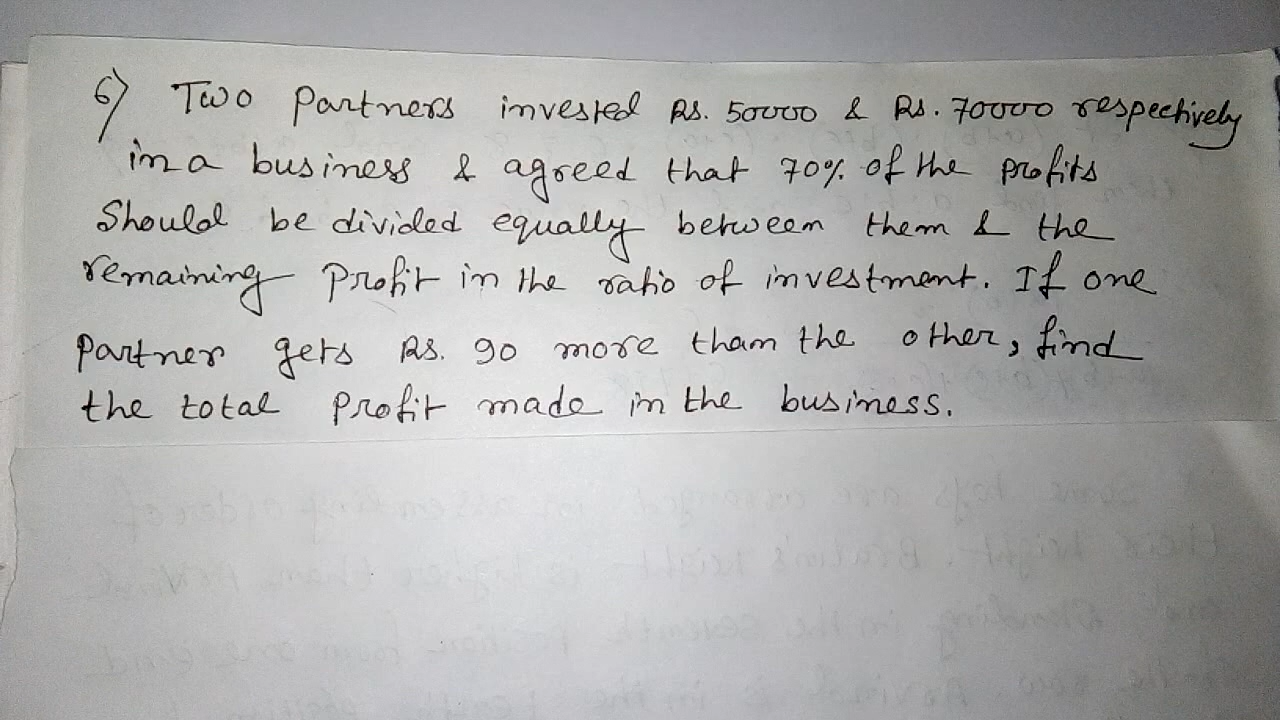 6) Two Partners invested Rs. 50000 & Rs. 70000 respectively
in a business & agreed that 70% of the profits
Should be divided equally between them & the
remaining Profit in the ratio of investment. If one
Partner gets Rs. 90 more than the other, find
the total Profit made in the business.